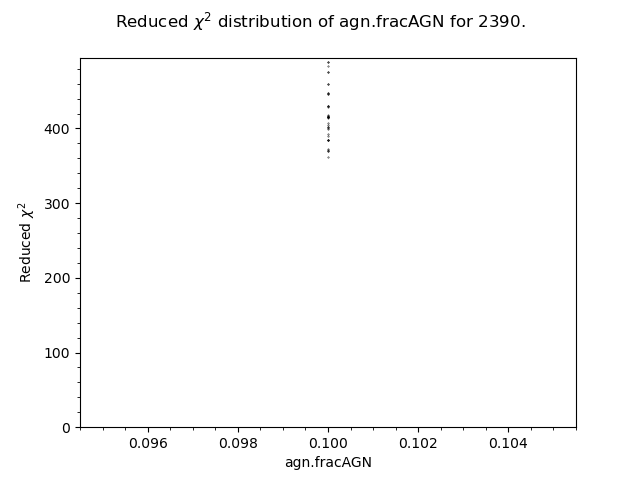 Reduced χ² distribution of agn.fracAGN for 2390.
400
300
200
100
0
Reduced χ²
0.096 0.098 0.100 0.102 0.104
agn.fracAGN